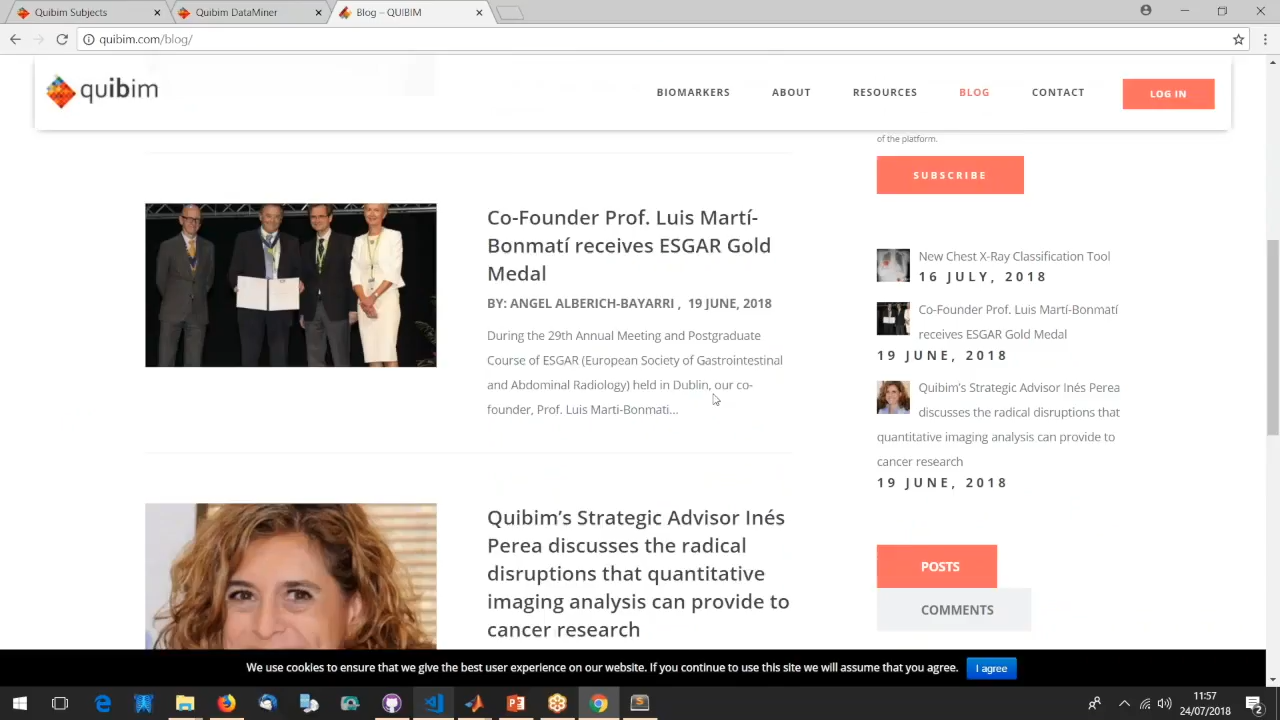 Quibim Subjects
Quibim DataMiner
Blog – QUIBIM
quibim.com/blog/
quibim
BIOMARKERS
ABOUT
RESOURCES
BLOG
CONTACT
LOG IN
of the platform.
SUBSCRIBE
Co-Founder Prof. Luis Martí-
Bonmatí receives ESGAR Gold
Medal
BY: ANGEL ALBERICH-BAYARRI , 19 JUNE, 2018
During the 29th Annual Meeting and Postgraduate
Course of ESGAR (European Society of Gastrointestinal
and Abdominal Radiology) held in Dublin, our co-
founder, Prof. Luis Marti-Bonmati...
Quibim's Strategic Advisor Inés
Perea discusses the radical
disruptions that quantitative
imaging analysis can provide to
cancer research
New Chest X-Ray Classification Tool
16 JULY, 2018
Co-Founder Prof. Luis Martí-Bonmatí
receives ESGAR Gold Medal
19 JUNE, 2018
Quibim's Strategic Advisor Inés Perea
discusses the radical disruptions that
quantitative imaging analysis can provide to
cancer research
19 JUNE, 2018
POSTS
COMMENTS
We use cookies to ensure that we give the best user experience on our website. If you continue to use this site we will assume that you agree.
I agree
11:57
24/07/2018
2